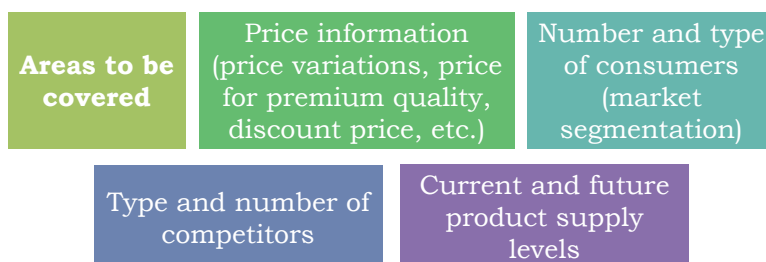 Areas to be
covered
Price information
(price variations, price
for premium quality,
discount price, etc.)
Number and type
of consumers
(market
segmentation)
Type and number of
competitors
Current and future
product supply
levels